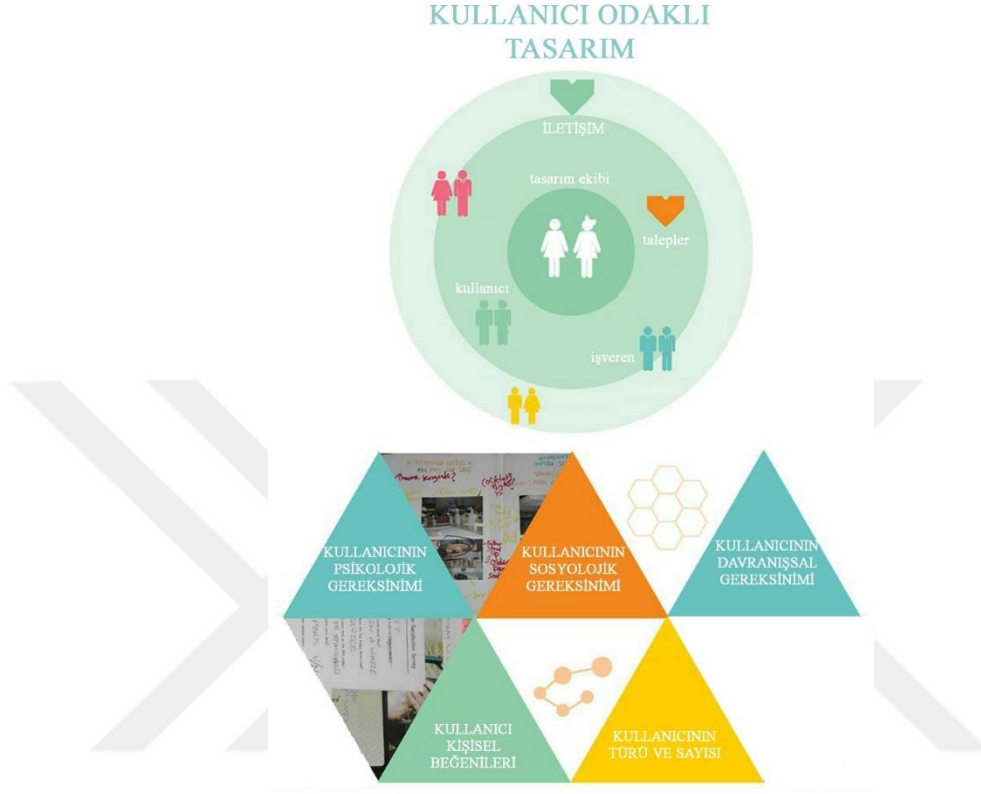 KULLANICI ODAKLI
TASARIM
İLETİŞİM
tasarım ekibi
talepler
kullanıcı
işveren
Theme
KULLANICININ
PSİKOLOJİK
GEREKSİNİMİ
KULLANICININ
SOSYOLOJİK
GEREKSİNİMİ
KULLANICININ
DAVRANIŞSAL
GEREKSİNİMİ
KULLANICI
KİŞİSEL
BEĞENİLERİ
KULLANICININ
TÜRÜ VE SAYISI